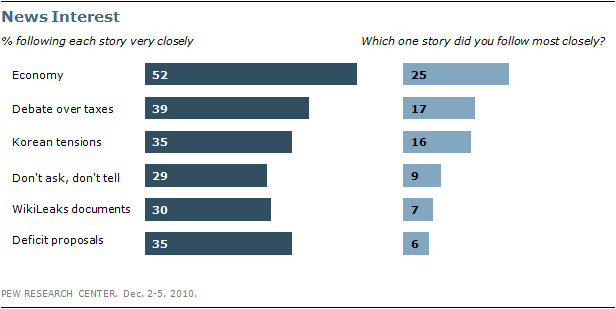 News Interest
% following each story very closely
Which one story did you follow most closely?
Economy 52 25
Debate over taxes 39 17
Korean tensions 35 16
Don't ask, don't tell 29 9
WikiLeaks documents 30 7
Deficit proposals 35 6
PEW RESEARCH CENTER. Dec. 2-5, 2010.